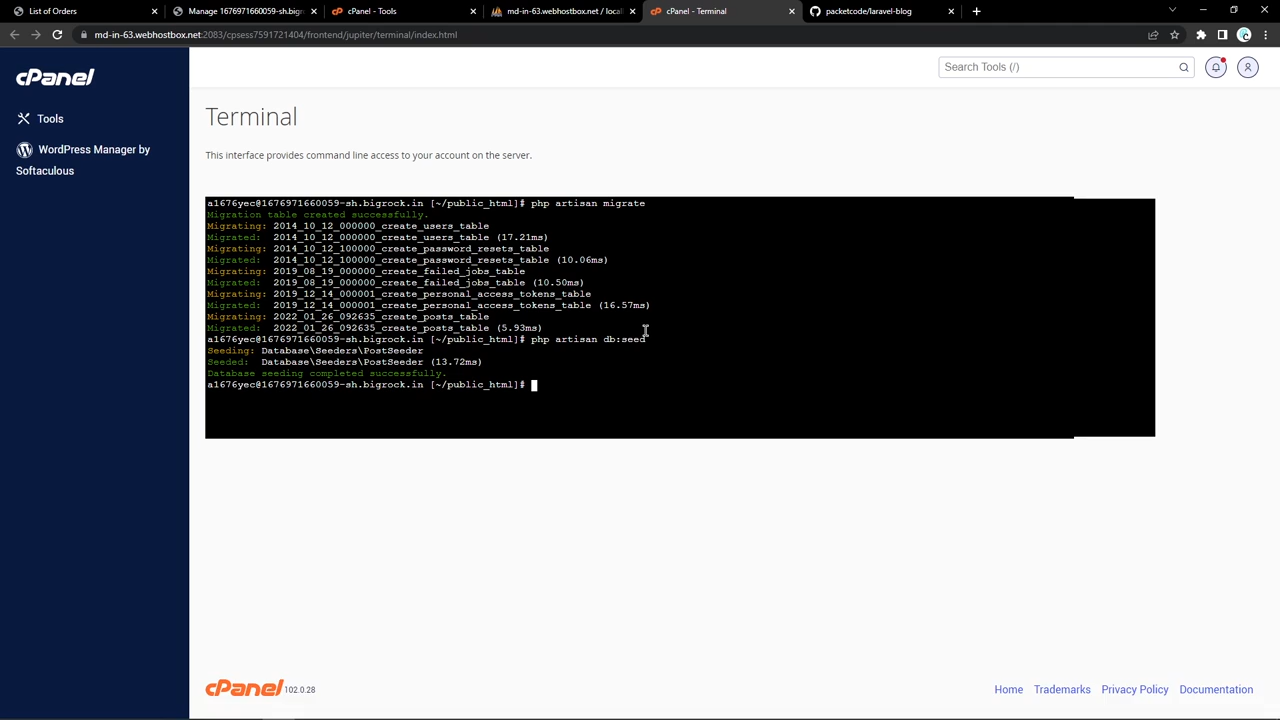 List of Orders
Manage 1676971660059-sh.bigr
cPanel - Tools
md-in-63.webhostbox.net / local
cPanel - Terminal
packetcode/laravel-blog
md-in-63.webhostbox.net:2083/cpsess7591721404/frontend/jupiter/terminal/index.html
cPanel
Search Tools (/)
Tools
WordPress Manager by
Softaculous
Terminal
This interface provides command line access to your account on the server.
a1676yec@1676971660059-sh.bigrock.in [~/public_html]# php artisan migrate
Migration table created successfully.
Migrating: 2014_10_12_000000_create_users_table
Migrated:  2014_10_12_000000_create_users_table (17.21ms)
Migrating: 2014_10_12_100000_create_password_resets_table
Migrated:  2014_10_12_100000_create_password_resets_table (10.06ms)
Migrating: 2019_08_19_000000_create_failed_jobs_table
Migrated:  2019_08_19_000000_create_failed_jobs_table (10.50ms)
Migrating: 2019_12_14_000001_create_personal_access_tokens_table
Migrated:  2019_12_14_000001_create_personal_access_tokens_table (16.57ms)
Migrating: 2022_01_26_092635_create_posts_table
Migrated:  2022_01_26_092635_create_posts_table (5.93ms)
a1676yec@1676971660059-sh.bigrock.in [~/public_html]# php artisan db:seed
Seeding: Database\Seeders\PostSeeder
Seeded:  Database\Seeders\PostSeeder (13.72ms)
Database seeding completed successfully.
a1676yec@1676971660059-sh.bigrock.in [~/public_html]#
cPanel 102.0.28
Home Trademarks Privacy Policy Documentation